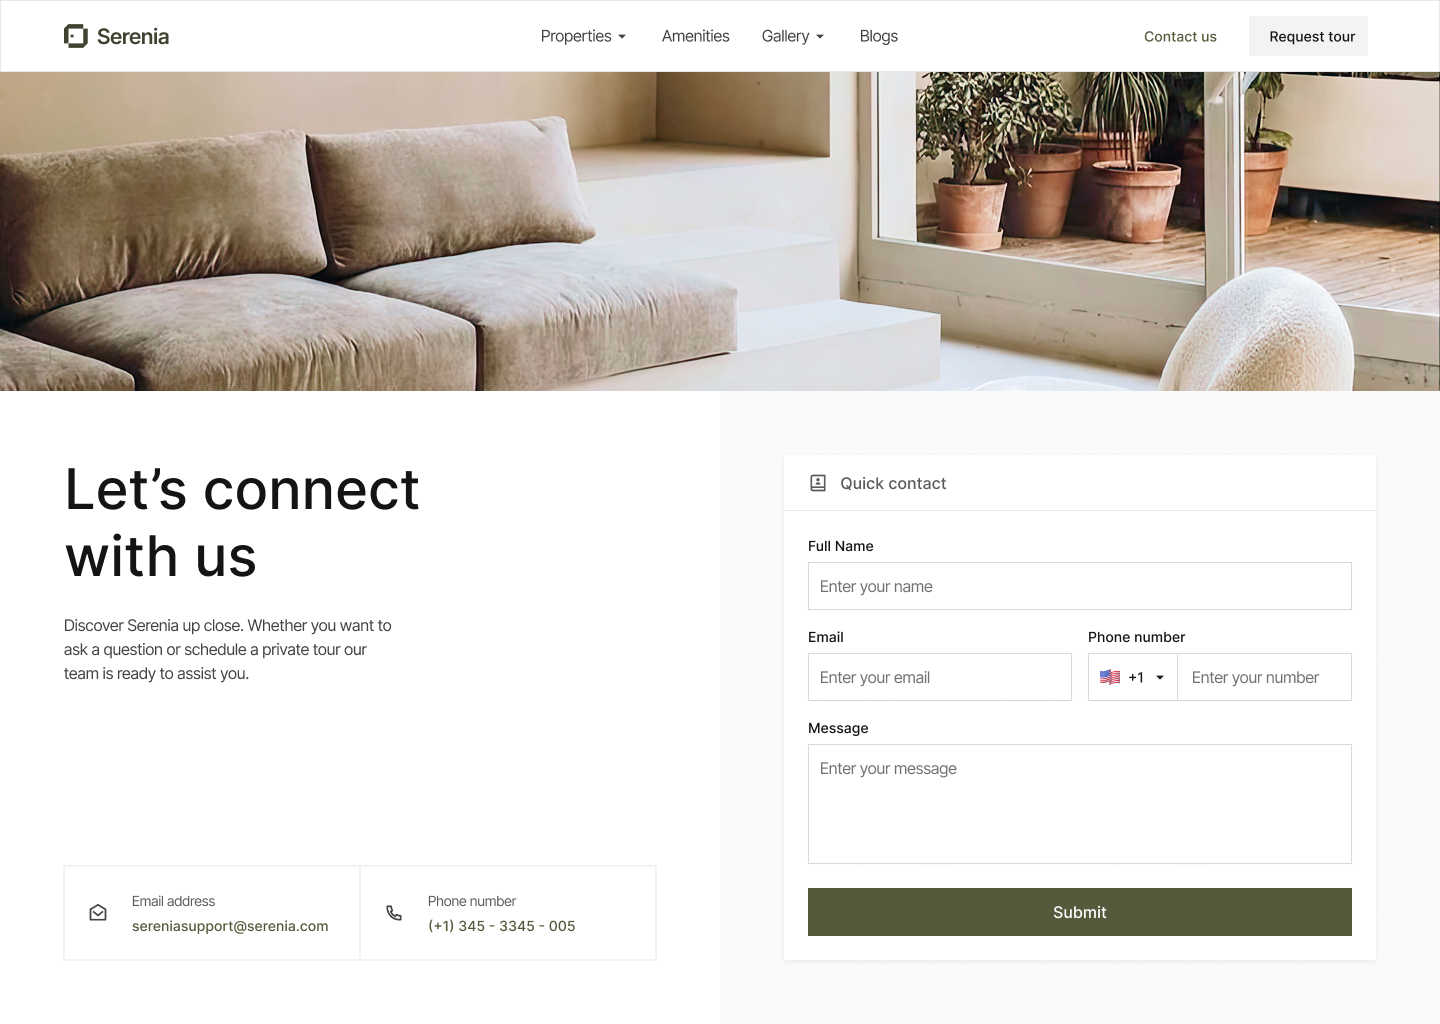 Serenia
Properties
Amenities
Gallery
Blogs
Contact us
Request tour
Let’s connect
with us
Discover Serenia up close. Whether you want to
ask a question or schedule a private tour our
team is ready to assist you.
Email address
sereniasupport@serenia.com
Phone number
(+1) 345 - 3345 - 005
Quick contact
Full Name
Enter your name
Email
Enter your email
Phone number
+1
Enter your number
Message
Enter your message
Submit